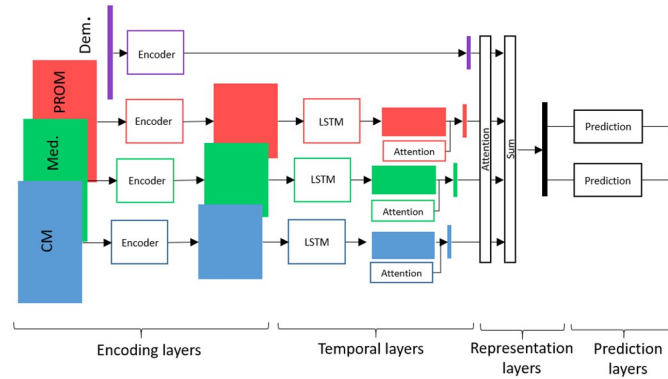 Dem.
Encoder
PROM
Encoder
LSTM
Attention
Med.
Encoder
LSTM
Attention
CM
Encoder
LSTM
Attention
Attention
Sum
Prediction
Prediction
Encoding layers
Temporal layers
Representation
layers
Prediction
layers